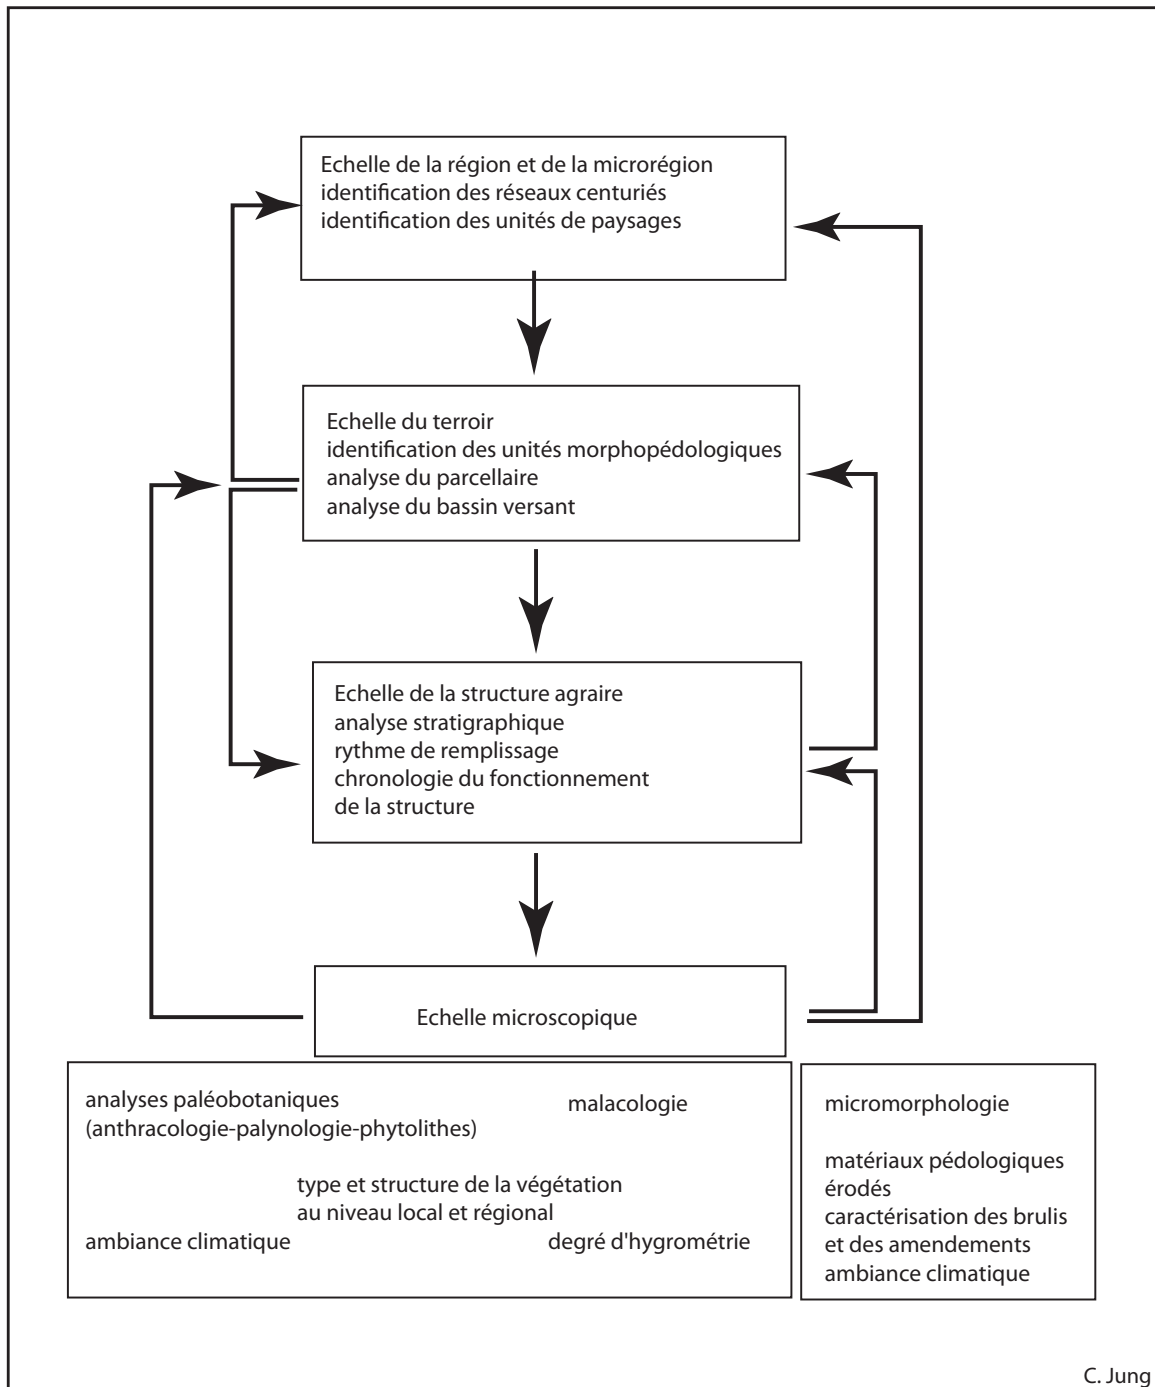 Echelle de la région et de la microrégion
identification des réseaux centuriés
identification des unités de paysages
Echelle du terroir
identification des unités morphopédologiques
analyse du parcellaire
analyse du bassin versant
Echelle de la structure agraire
analyse stratigraphique
rythme de remplissage
chronologie du fonctionnement
de la structure
Echelle microscopique
analyses paléobotaniques
(anthracologie-palynologie-phytolithes)
malacologie
type et structure de la végétation
au niveau local et régional
ambiance climatique
degré d'hygrométrie
micromorphologie
matériaux pédologiques
érodés
caractérisation des brulis
et des amendements
ambiance climatique
C. Jung